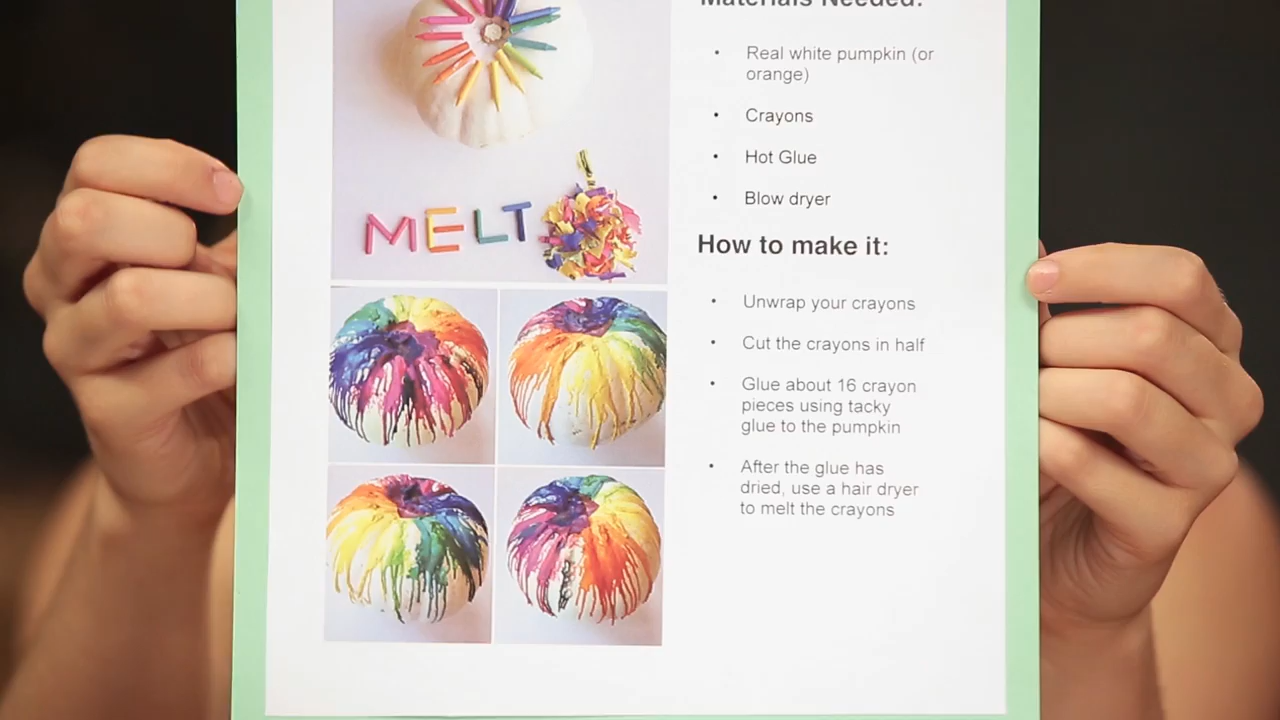 Materials Needed:
• Real white pumpkin (or
orange)
• Crayons
• Hot Glue
• Blow dryer
MELT
How to make it:
• Unwrap your crayons
• Cut the crayons in half
• Glue about 16 crayon
pieces using tacky
glue to the pumpkin
• After the glue has
dried, use a hair dryer
to melt the crayons